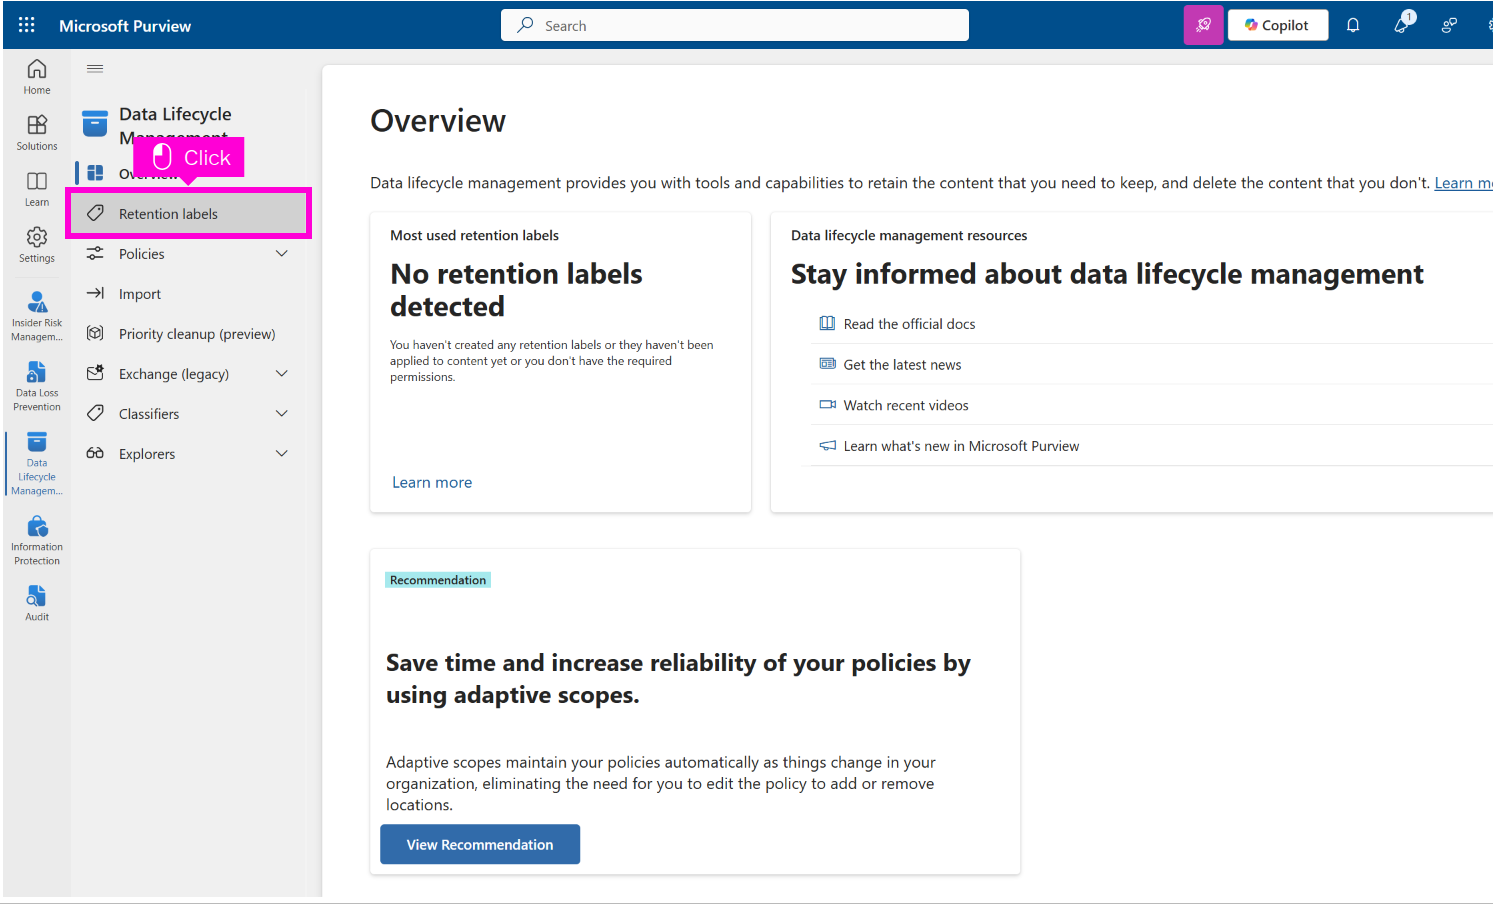 Microsoft Purview
Search
Copilot
1
Home
Solutions
Learn
Settings
Insider Risk
Managem...
Data Loss
Prevention
Data
Lifecycle
Managem...
Information
Protection
Audit
Data Lifecycle
Management
Click
Overview
Retention labels
Policies
Import
Priority cleanup (preview)
Exchange (legacy)
Classifiers
Explorers
Overview
Data lifecycle management provides you with tools and capabilities to retain the content that you need to keep, and delete the content that you don't. Learn m
Most used retention labels
No retention labels
detected
You haven't created any retention labels or they haven't been
applied to content yet or you don't have the required
permissions.
Learn more
Data lifecycle management resources
Stay informed about data lifecycle management
Read the official docs
Get the latest news
Watch recent videos
Learn what's new in Microsoft Purview
Recommendation
Save time and increase reliability of your policies by
using adaptive scopes.
Adaptive scopes maintain your policies automatically as things change in your
organization, eliminating the need for you to edit the policy to add or remove
locations.
View Recommendation